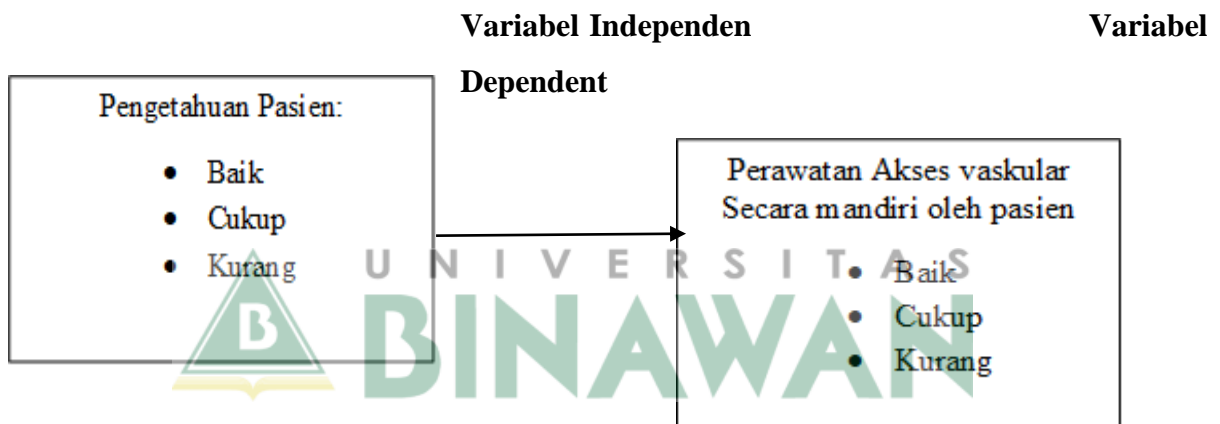 Variabel Independen Variabel
Dependent
Pengetahuan Pasien:
• Baik
• Cukup
• Kurang
Perawatan Akses vaskular
Secara mandiri oleh pasien
• Baik
• Cukup
• Kurang
UNIVERSITAS
B BINAWAN